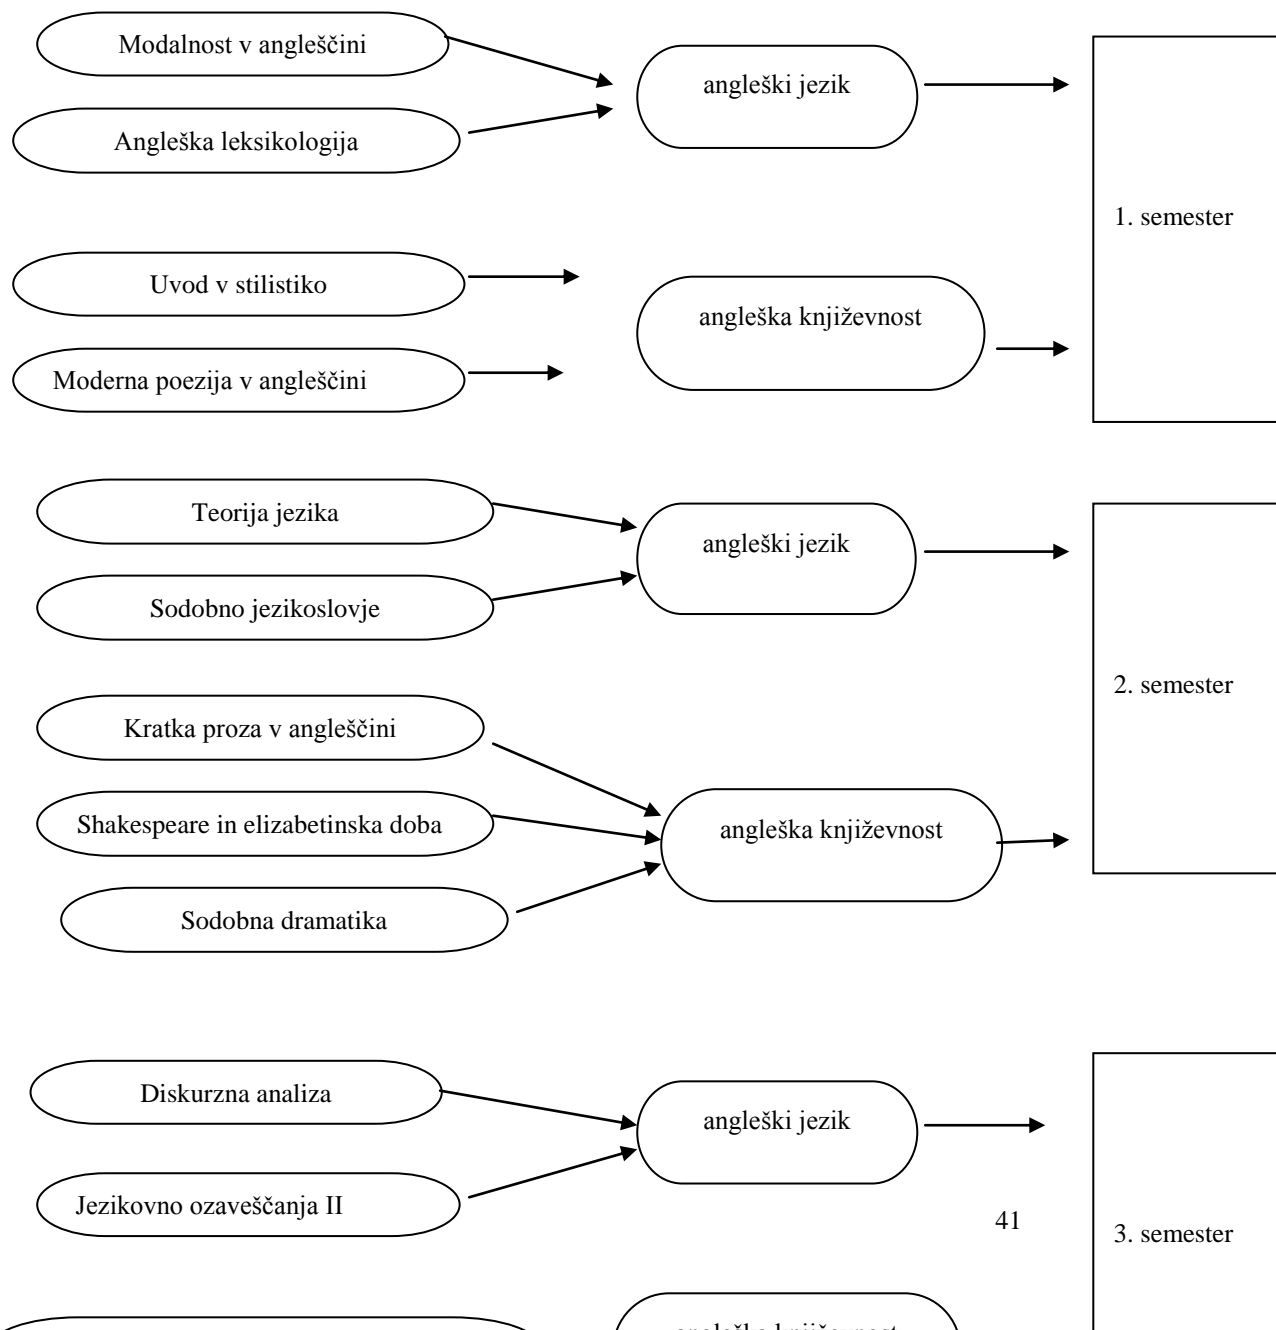 Modalnost v angleščini
angleški jezik
Angleška leksikologija
1. semester
Uvod v stilistiko
angleška književnost
Moderna poezija v angleščini
Teorija jezika
angleški jezik
Sodobno jezikoslovje
2. semester
Kratka proza v angleščini
Shakespeare in elizabetinska doba
angleška književnost
Sodobna dramatika
Diskurzna analiza
angleški jezik
Jezikovno ozaveščanja II
41
3. semester
angleška književnost